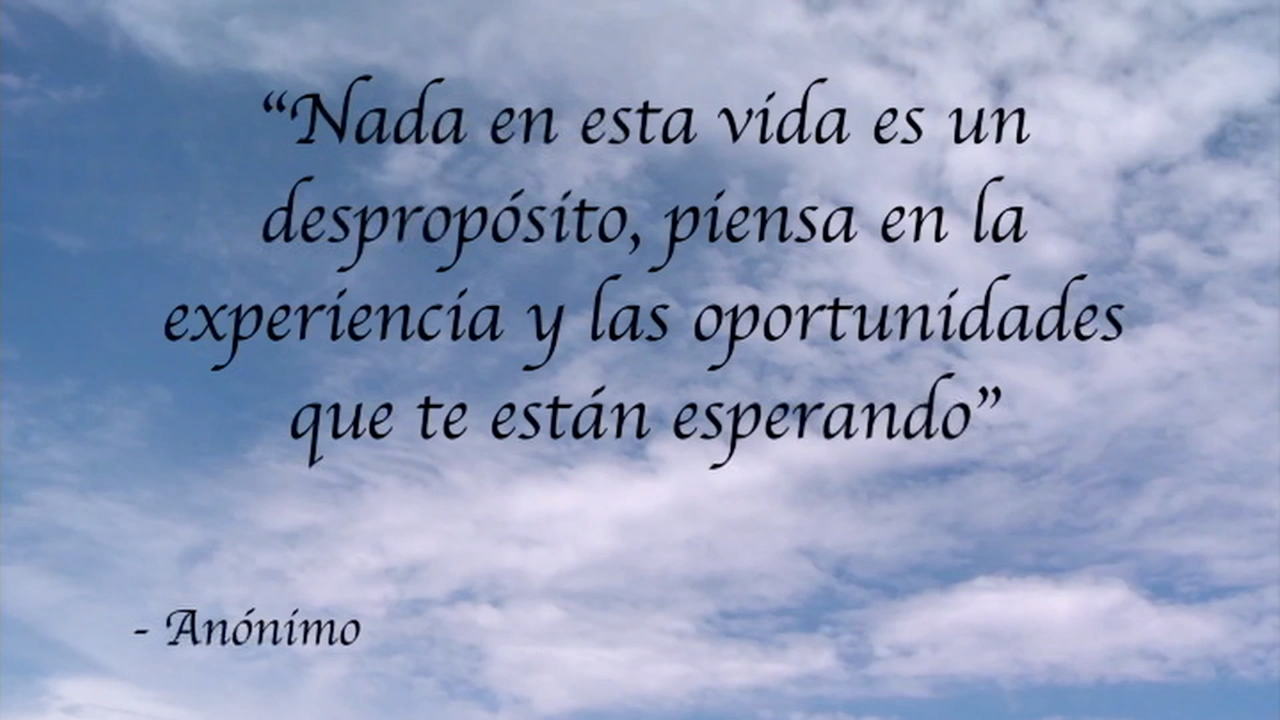 “Nada en esta vida es un
despropósito, piensa en la
experiencia y las oportunidades
que te están esperando”
- Anónimo